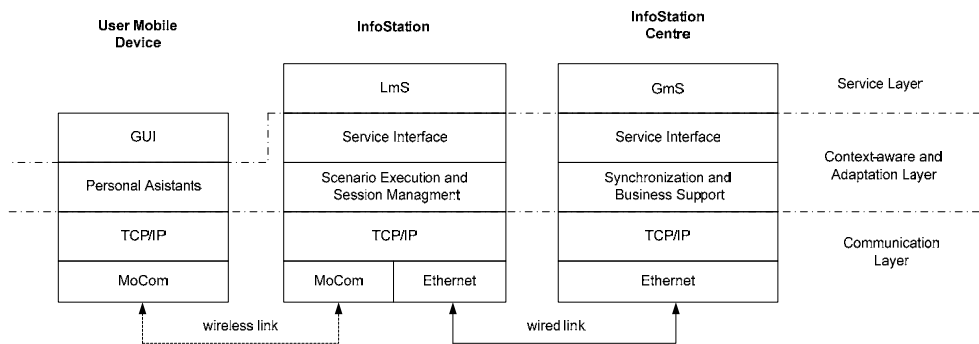 User Mobile
Device
InfoStation
InfoStation
Centre
LmS
GmS
Service Layer
GUI
Service Interface
Service Interface
Context-aware and
Adaptation Layer
Personal Asistants
Scenario Execution and
Session Managment
Synchronization and
Business Support
TCP/IP
TCP/IP
TCP/IP
Communication
Layer
MoCom
MoCom
Ethernet
Ethernet
wireless link
wired link